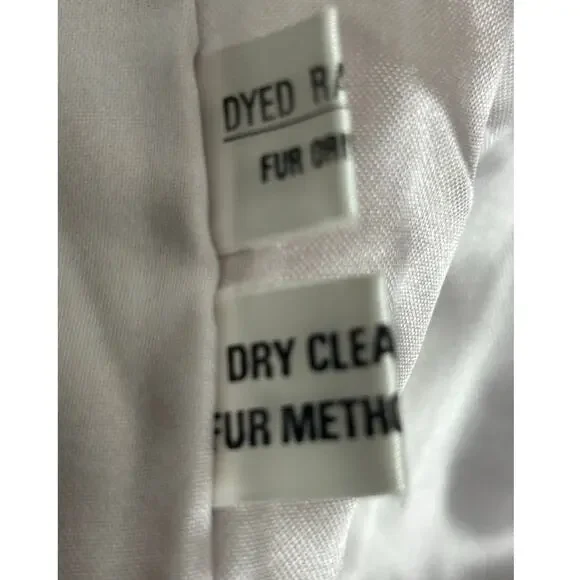 DYED RA
FUR ORI
DRY CLEA
FUR METHO